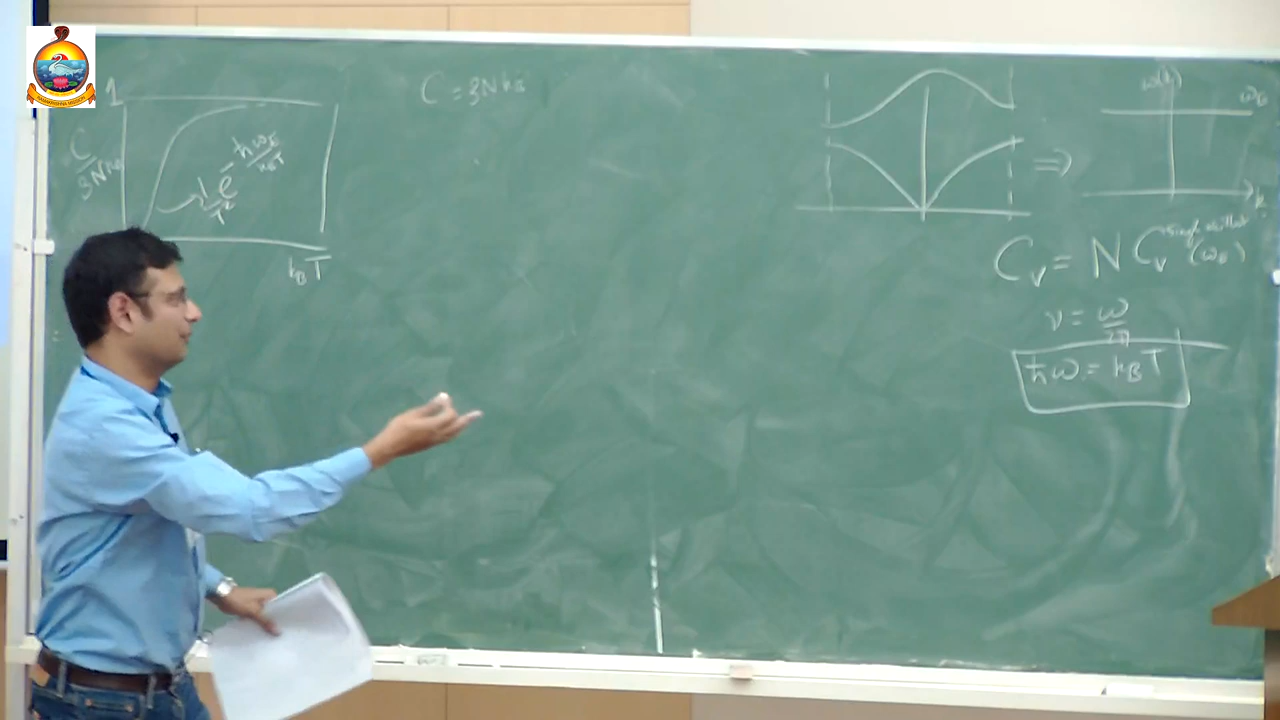 1
C/3Nk_B
1/T² e^{-ħω_E/k_BT}
k_BT
C = 3Nk_B
ω(k)
ω_E
⇒
k
C_v = N C_v^{single oscillator} (ω_E)
ν = ω/2π
ħω = k_BT